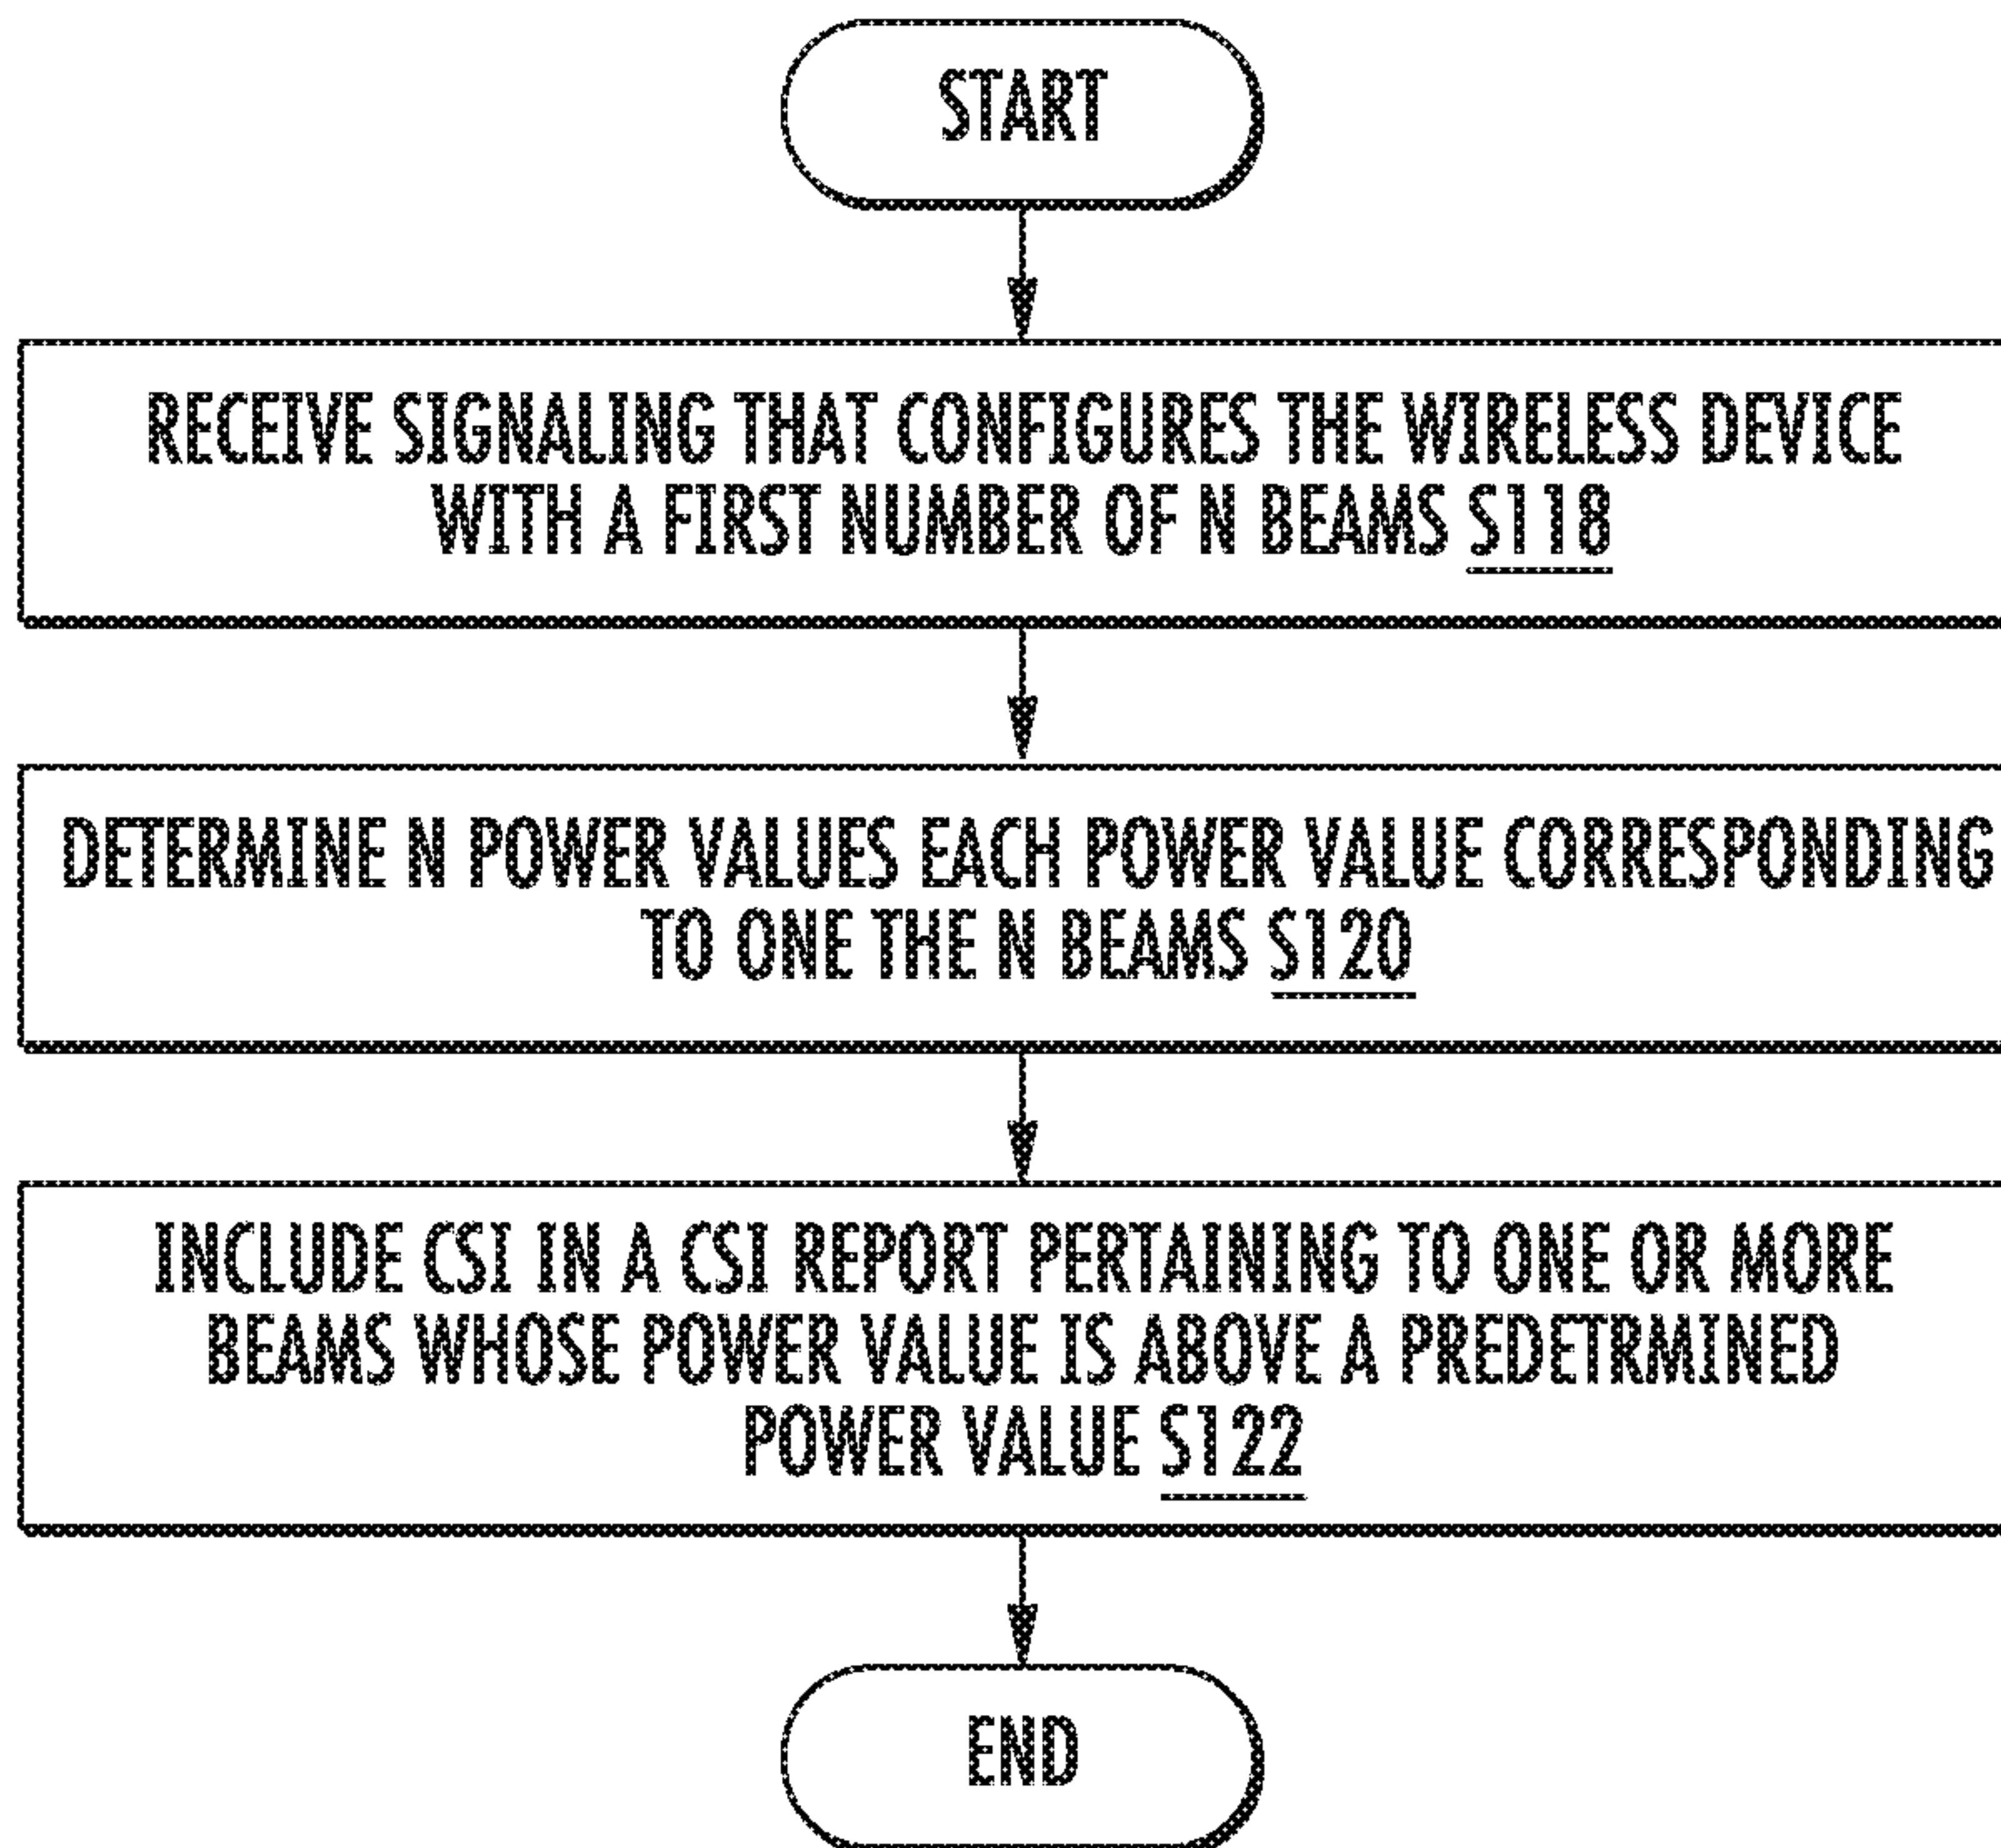 START
RECEIVE SIGNALING THAT CONFIGURES THE WIRELESS DEVICE
WITH A FIRST NUMBER OF N BEAMS S118
DETERMINE N POWER VALUES EACH POWER VALUE CORRESPONDING
TO ONE THE N BEAMS S120
INCLUDE CSI IN A CSI REPORT PERTAINING TO ONE OR MORE
BEAMS WHOSE POWER VALUE IS ABOVE A PREDETRMINED
POWER VALUE S122
END